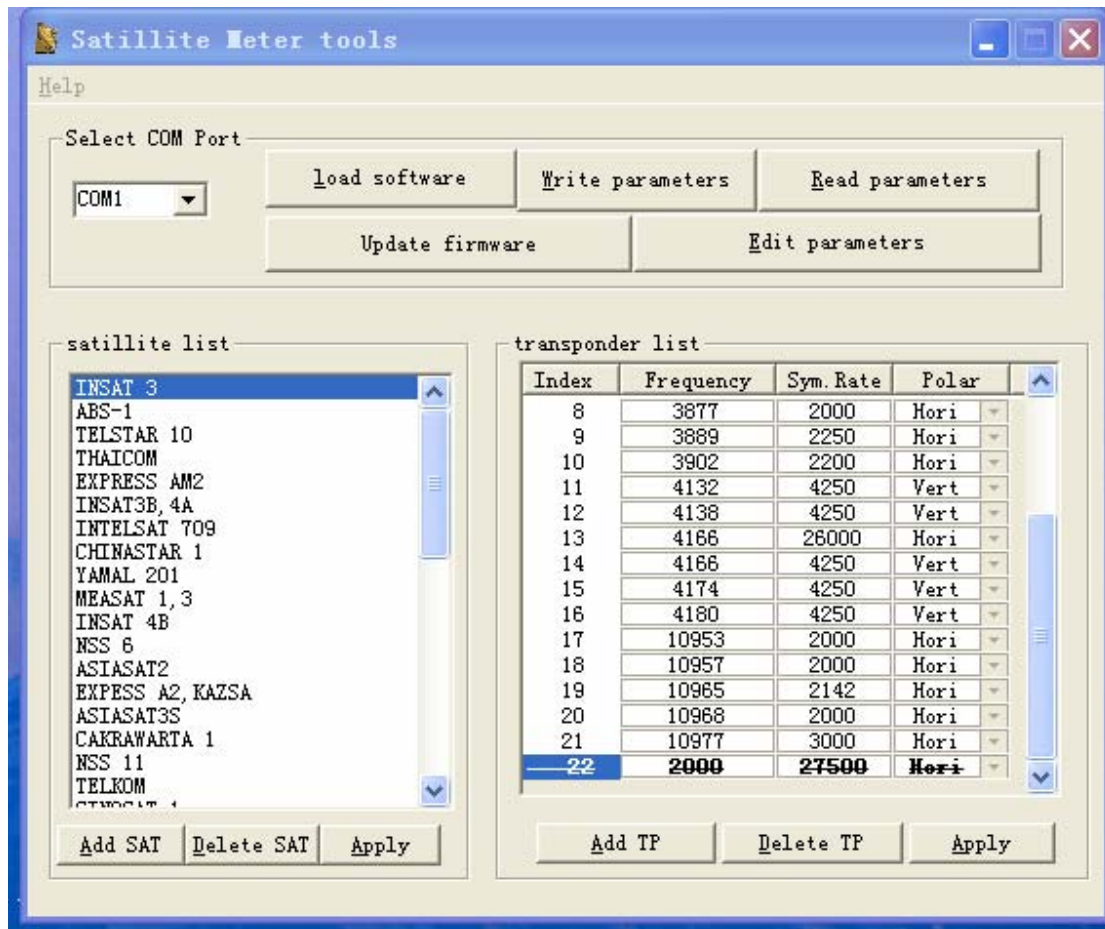 Satillite Meter tools
Help
Select COM Port
COM1
load software
Write parameters
Read parameters
Update firmware
Edit parameters
satillite list
INSAT 3
ABS-1
TELSTAR 10
THAICOM
EXPRESS AM2
INSAT3B,4A
INTELSAT 709
CHINASTAR 1
YAMAL 201
MEASAT 1,3
INSAT 4B
NSS 6
ASIASAT2
EXPESS A2,KAZSA
ASIASAT3S
CAKRAWARTA 1
NSS 11
TELKOM
Add SAT Delete SAT Apply
transponder list
Index Frequency Sym.Rate Polar
8 3877 2000 Hori
9 3889 2250 Hori
10 3902 2200 Hori
11 4132 4250 Vert
12 4138 4250 Vert
13 4166 26000 Hori
14 4166 4250 Vert
15 4174 4250 Vert
16 4180 4250 Vert
17 10953 2000 Hori
18 10957 2000 Hori
19 10965 2142 Hori
20 10968 2000 Hori
21 10977 3000 Hori
22 2000 27500 Hori
Add TP Delete TP Apply